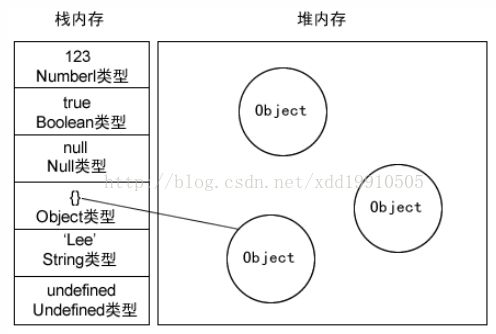 栈内存
堆内存
123
Numberl类型
true
Boolean类型
null
Null类型
{}
Object类型
'Lee'
String类型
undefined
Undefined类型
Object
Object
Object
http://blog.csdn.net/xdd19910505